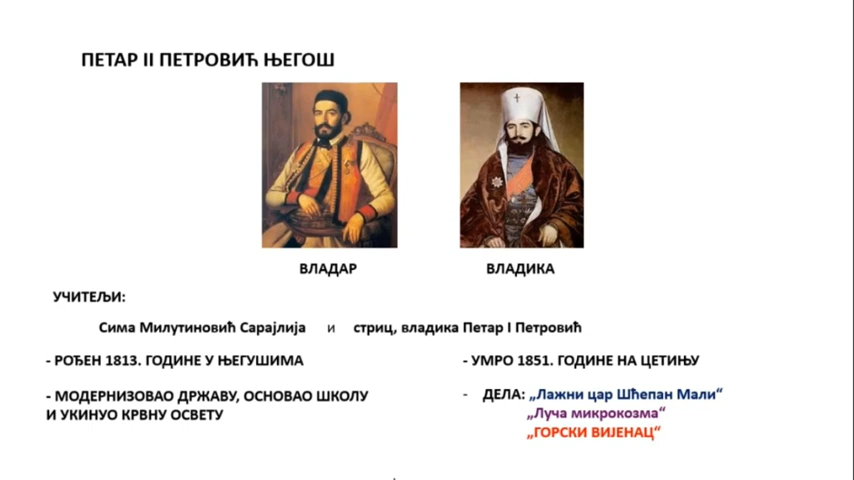 ПЕТАР II ПЕТРОВИЋ ЊЕГОШ
ВЛАДАР
ВЛАДИКА
УЧИТЕЉИ:
Сима Милутиновић Сарајлија и стриц, владика Петар I Петровић
- РОЂЕН 1813. ГОДИНЕ У ЊЕГУШИМА
- УМРО 1851. ГОДИНЕ НА ЦЕТИЊУ
- МОДЕРНИЗОВАО ДРЖАВУ, ОСНОВАО ШКОЛУ
И УКИНУО КРВНУ ОСВЕТУ
- ДЕЛА: „Лажни цар Шћепан Мали“
„Луча микрокозма“
„ГОРСКИ ВИЈЕНАЦ“